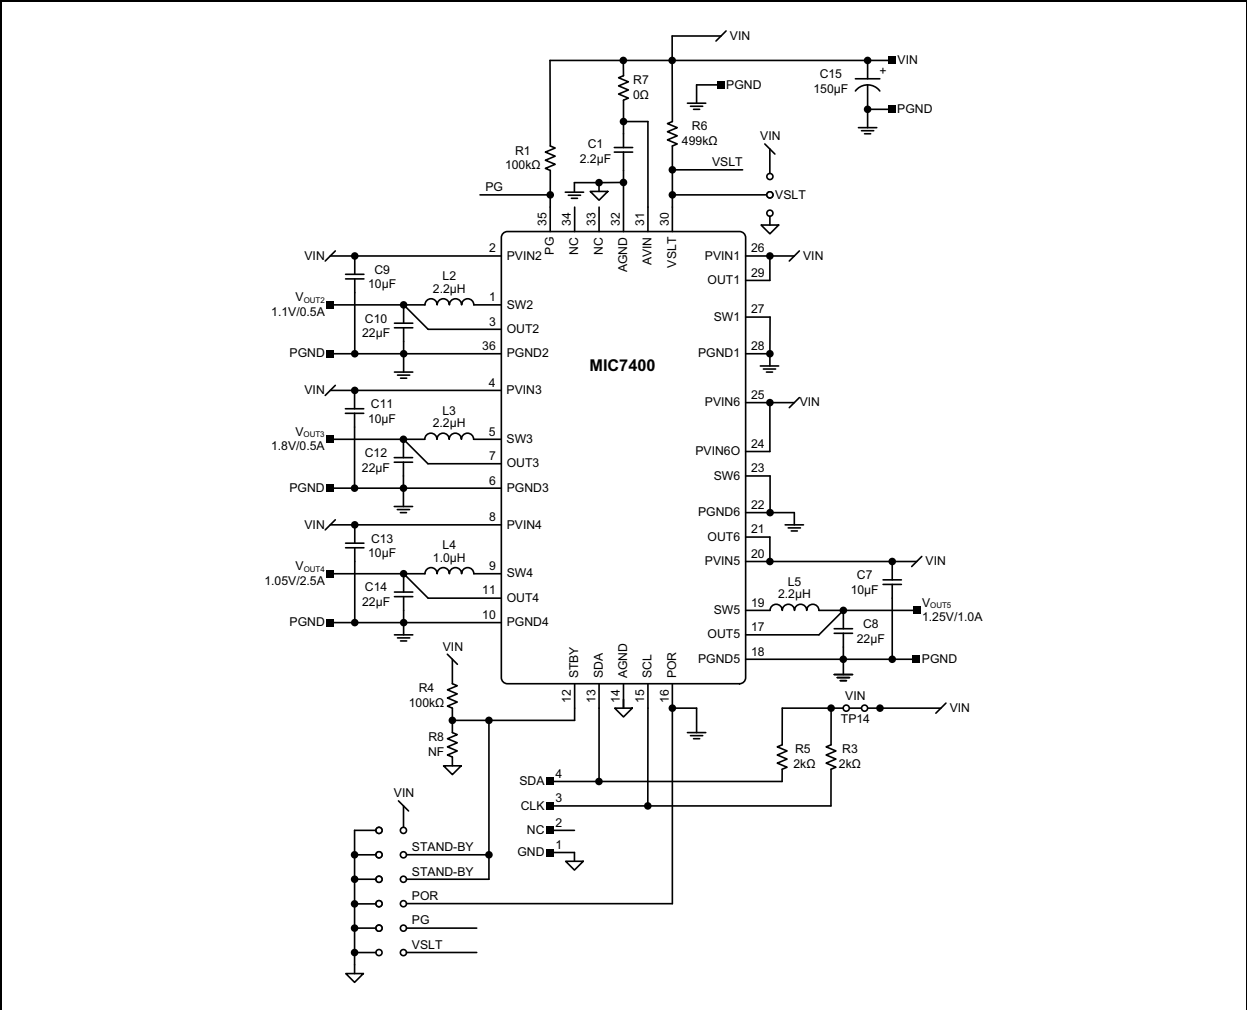 VIN
VIN
C15
+
150µF
PGND
PGND
R7
0Ω
R6
499kΩ
C1
2.2µF
R1
100kΩ
VIN
VSLT
VSLT
PG
35
34
33
32
31
30
PG
NC
NC
AGND
AVIN
VSLT
VIN
2
PVIN2
C9
10µF
L2
2.2µH
VOUT2
1.1V/0.5A
1
SW2
C10
22µF
3
OUT2
PGND
36
PGND2
MIC7400
VIN
4
PVIN3
C11
10µF
L3
2.2µH
VOUT3
1.8V/0.5A
5
SW3
C12
22µF
7
OUT3
PGND
6
PGND3
VIN
8
PVIN4
C13
10µF
L4
1.0µH
VOUT4
1.05V/2.5A
9
SW4
C14
22µF
11
OUT4
PGND
10
PGND4
PVIN1
26
VIN
OUT1
29
SW1
27
PGND1
28
PVIN6
25
VIN
PVIN6O
24
SW6
23
PGND6
22
OUT6
21
PVIN5
20
VIN
C7
10µF
L5
2.2µH
SW5
19
VOUT5
1.25V/1.0A
OUT5
17
C8
22µF
PGND5
18
PGND
STBY
SDA
AGND
SCL
POR
12
13
14
15
16
VIN
R4
100kΩ
R8
NF
VIN
TP14
VIN
R5
2kΩ
R3
2kΩ
SDA
4
CLK
3
NC
2
GND
1
VIN
STAND-BY
STAND-BY
POR
PG
VSLT